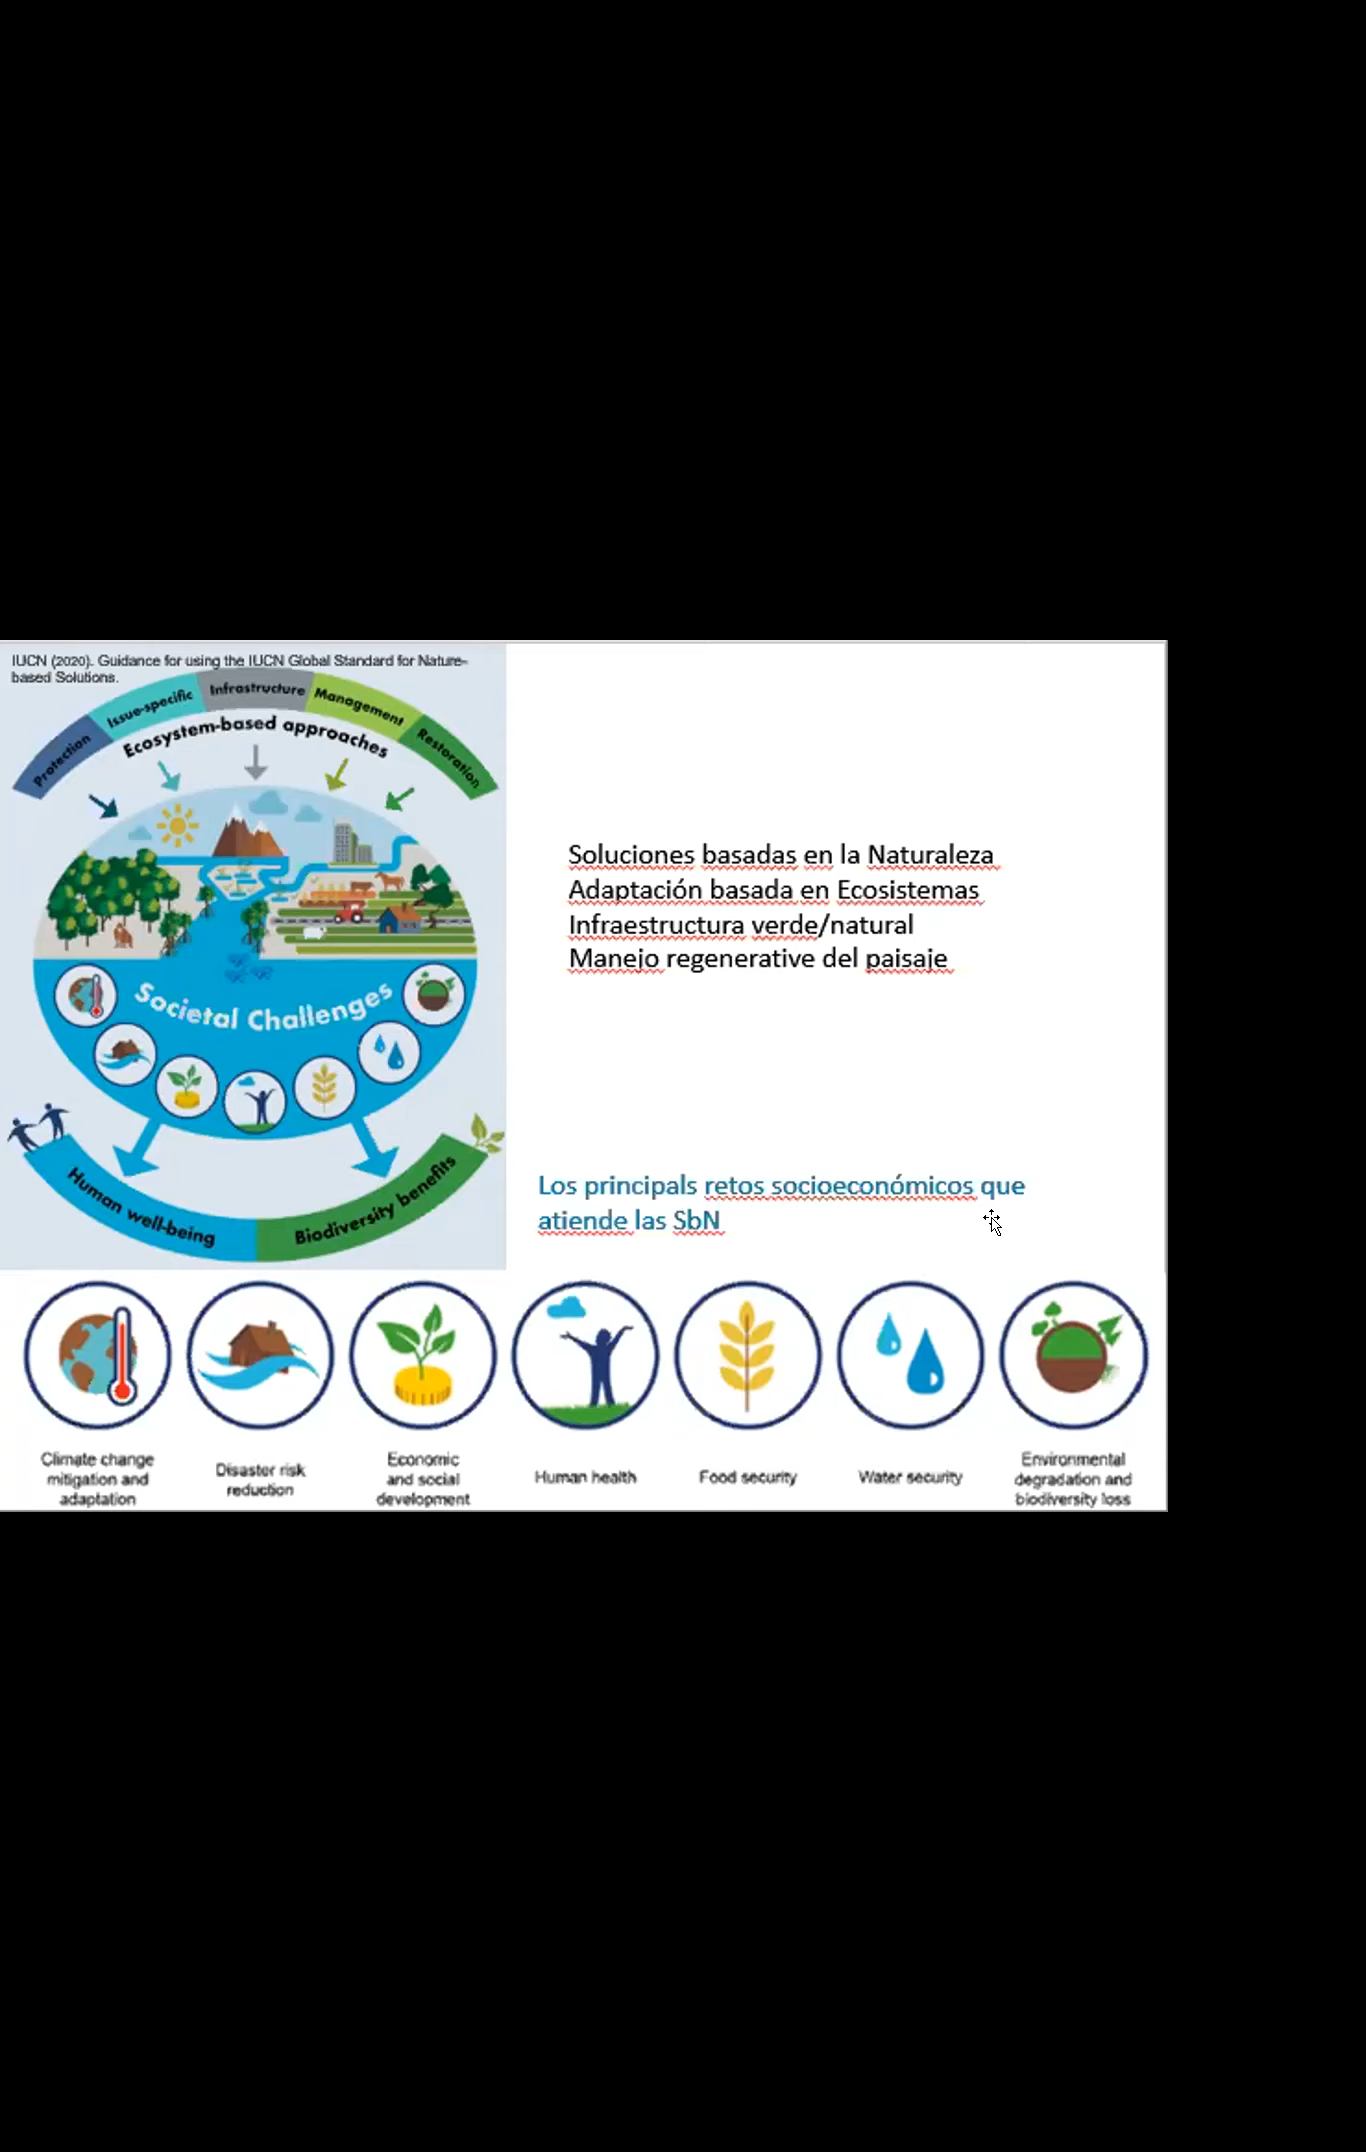 IUCN (2020). Guidance for using the IUCN Global Standard for Nature-
based Solutions.
Protection
Issue-specific
Infrastructure
Management
Restoration
Ecosystem-based approaches
Societal Challenges
Human well-being
Biodiversity benefits
Soluciones basadas en la Naturaleza
Adaptación basada en Ecosistemas
Infraestructura verde/natural
Manejo regenerative del paisaje
Los principals retos socioeconómicos que
atiende las SbN
Climate change
mitigation and
adaptation
Disaster risk
reduction
Economic
and social
development
Human health
Food security
Water security
Environmental
degradation and
biodiversity loss